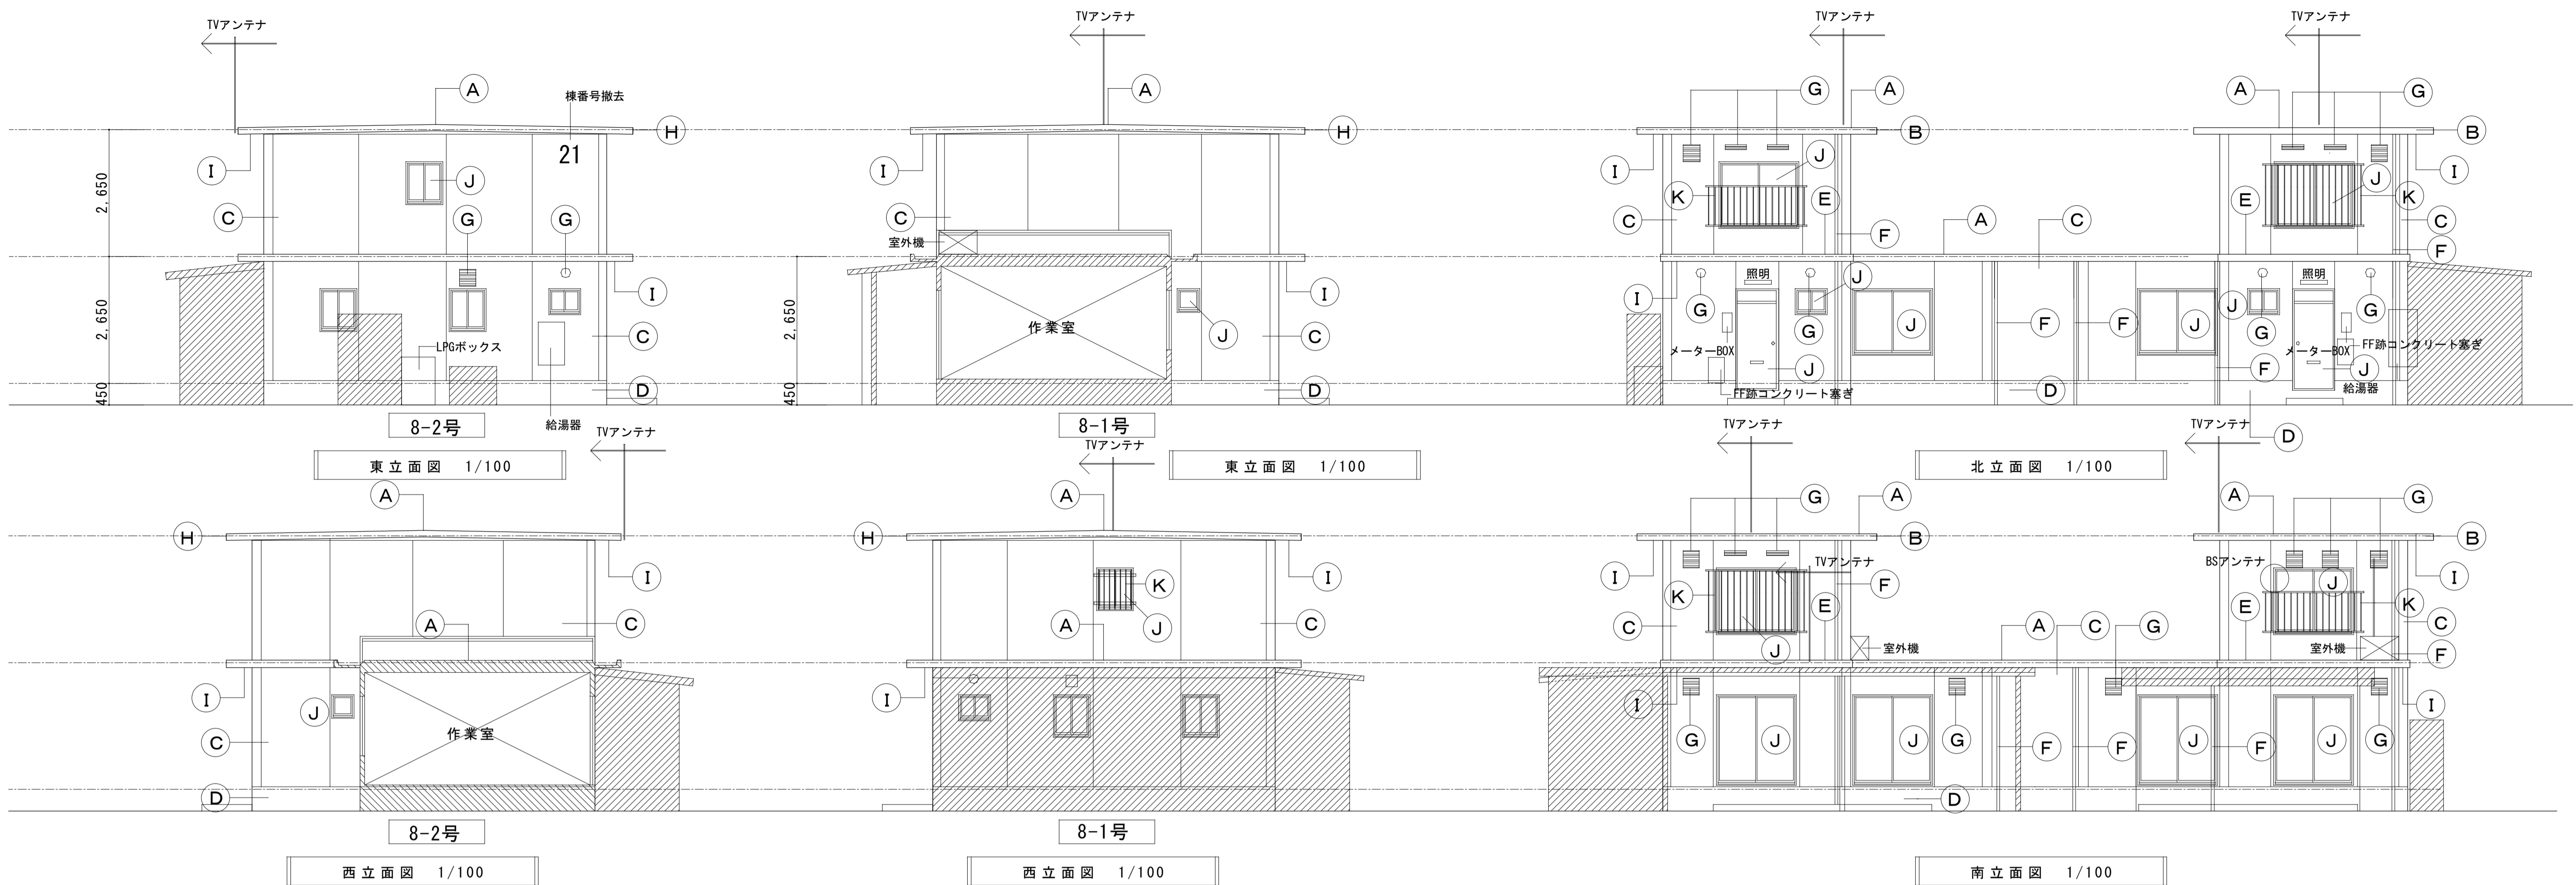 TVアンテナ
A
棟番号撤去
H
21
I
J
C
G
G
2,650
I
2,650
C
LPGボックス
450
D
8-2号
給湯器
東立面図 1/100
TVアンテナ
A
H
I
C
室外機
I
作業室
J
C
2,650
450
D
8-1号
東立面図 1/100
TVアンテナ
TVアンテナ
G
A
A
G
B
B
I
J
I
K
E
J
K
C
A
C
E
C
F
F
照明
J
照明
I
G
G
J
F
F
J
J
G
G
メーターBOX
メーターBOX
FF跡コンクリート塞ぎ
J
F
J
D
FF跡コンクリート塞ぎ
給湯器
D
北立面図 1/100
TVアンテナ
A
H
I
A
C
I
J
C
作業室
D
8-2号
西立面図 1/100
TVアンテナ
A
H
I
K
J
A
C
I
8-1号
西立面図 1/100
TVアンテナ
TVアンテナ
G
A
A
G
B
B
I
TVアンテナ
BSアンテナ
I
K
F
J
K
C
E
A
C
G
E
C
J
室外機
室外機
F
I
I
G
J
J
G
F
F
J
F
J
G
D
南立面図 1/100